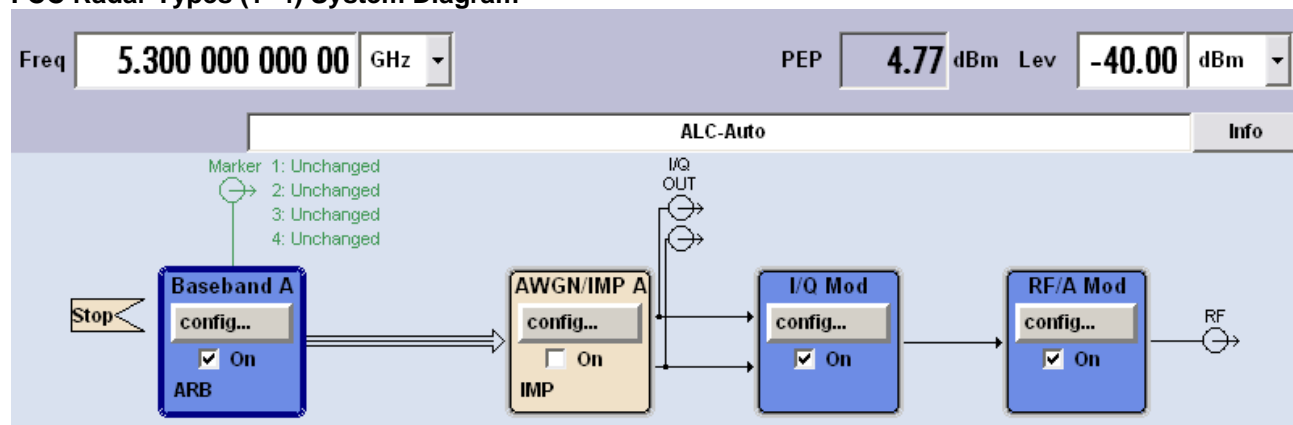 FCC Radar Types (1~4) System Diagram
Freq 5.300 000 000 00 GHz PEP 4.77 dBm Lev -40.00 dBm
ALC-Auto Info
Marker 1: Unchanged
2: Unchanged
3: Unchanged
4: Unchanged
I/Q
OUT
Stop
Baseband A
config...
On
ARB
AWGN/IMP A
config...
On
IMP
I/Q Mod
config...
On
RF/A Mod
config...
On
RF